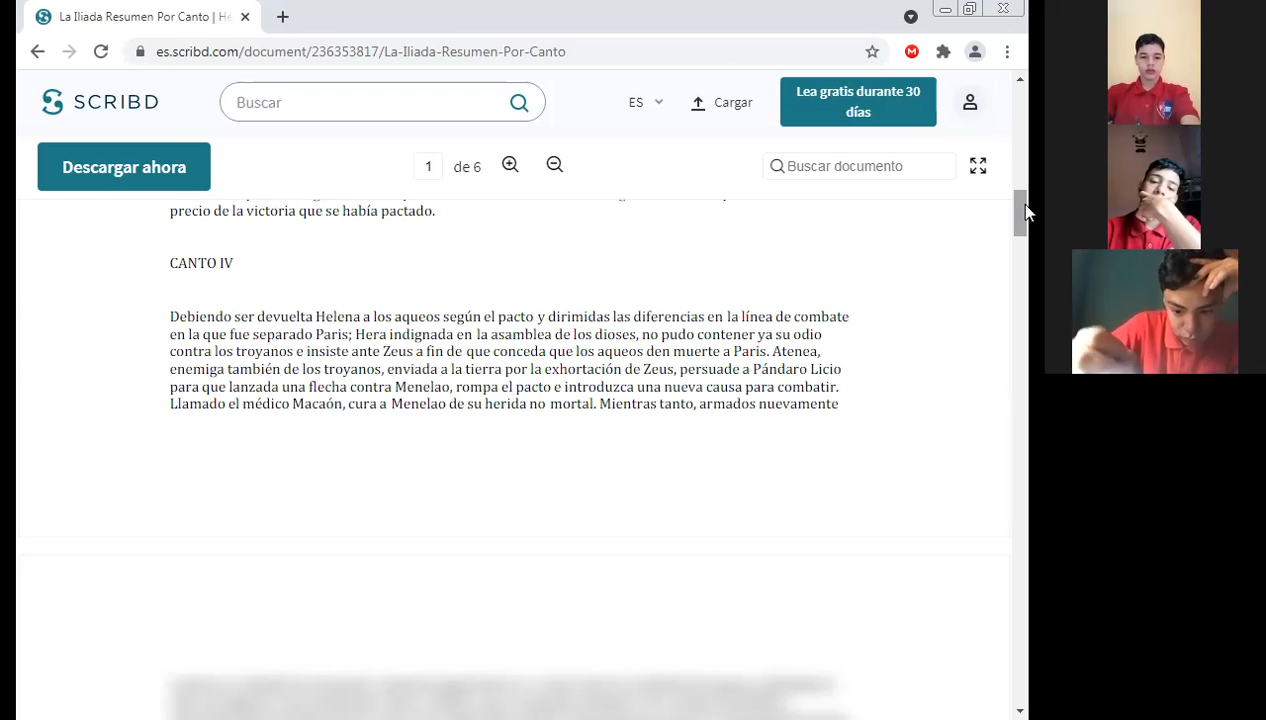 La Iliada Resumen Por Canto | He
es.scribd.com/document/236353817/La-Iliada-Resumen-Por-Canto
SCRIBD
Buscar
ES
Cargar
Lea gratis durante 30
días
Descargar ahora
1 de 6
Buscar documento
precio de la victoria que se había pactado.
CANTO IV
Debiendo ser devuelta Helena a los aqueos según el pacto y dirimidas las diferencias en la línea de combate
en la que fue separado Paris; Hera indignada en la asamblea de los dioses, no pudo contener ya su odio
contra los troyanos e insiste ante Zeus a fin de que conceda que los aqueos den muerte a Paris. Atenea,
enemiga también de los troyanos, enviada a la tierra por la exhortación de Zeus, persuade a Pándaro Licio
para que lanzada una flecha contra Menelao, rompa el pacto e introduzca una nueva causa para combatir.
Llamado el médico Macaón, cura a Menelao de su herida no mortal. Mientras tanto, armados nuevamente